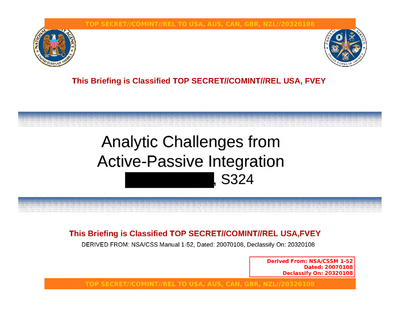 TOP SECRET//COMINT//REL TO USA, AUS, CAN, GBR, NZL//20320108
This Briefing is Classified TOP SECRET//COMINT//REL USA, FVEY
Analytic Challenges from
Active-Passive Integration
, S324
This Briefing is Classified TOP SECRET//COMINT//REL USA,FVEY
DERIVED FROM: NSA/CSS Manual 1-52, Dated: 20070108, Declassify On: 20320108
Derived From: NSA/CSSM 1-52
Dated: 20070108
Declassify On: 20320108
TOP SECRET//COMINT//REL TO USA, AUS, CAN, GBR, NZL//20320108